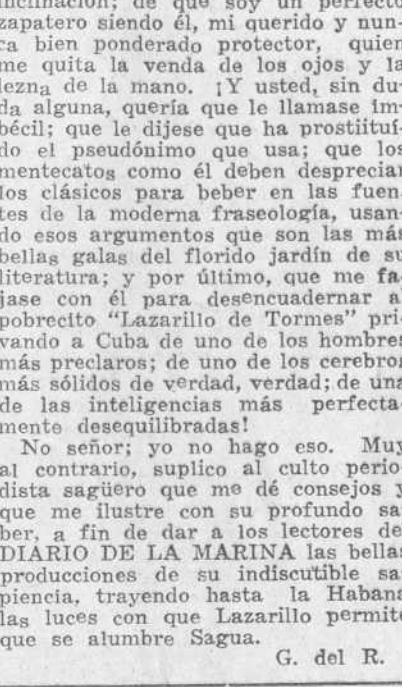 inclinación; de que soy un perfecto
zapatero siendo él, mi querido y nun-
ca bien ponderado protector, quien
me quita la venda de los ojos y la
lezna de la mano. ¡Y usted, sin du-
da alguna, quería que le llamase im-
bécil; que le dijese que ha prostiituí-
do el pseudónimo que usa; que los
mentecatos como él deben despreciar
los clásicos para beber en las fuen-
tes de la moderna fraseología, usan-
do esos argumentos que son las más
bellas galas del florido jardín de su
literatura; y por último, que me fa-
jase con él para desencuadernar al
pobrecito "Lazarillo de Tormes" pri-
vando a Cuba de uno de los hombres
más preclaros; de uno de los cerebros
más sólidos de verdad, verdad; de una
de las inteligencias más perfecta-
mente desequilibradas!
No señor; yo no hago eso. Muy
al contrario, suplico al culto perio-
dista sagüero que me dé consejos y
que me ilustre con su profundo sa-
ber, a fin de dar a los lectores del
DIARIO DE LA MARINA las bellas
producciones de su indiscutible sa-
piencia, trayendo hasta la Habana
las luces con que Lazarillo permite
que se alumbre Sagua.
G. del R.